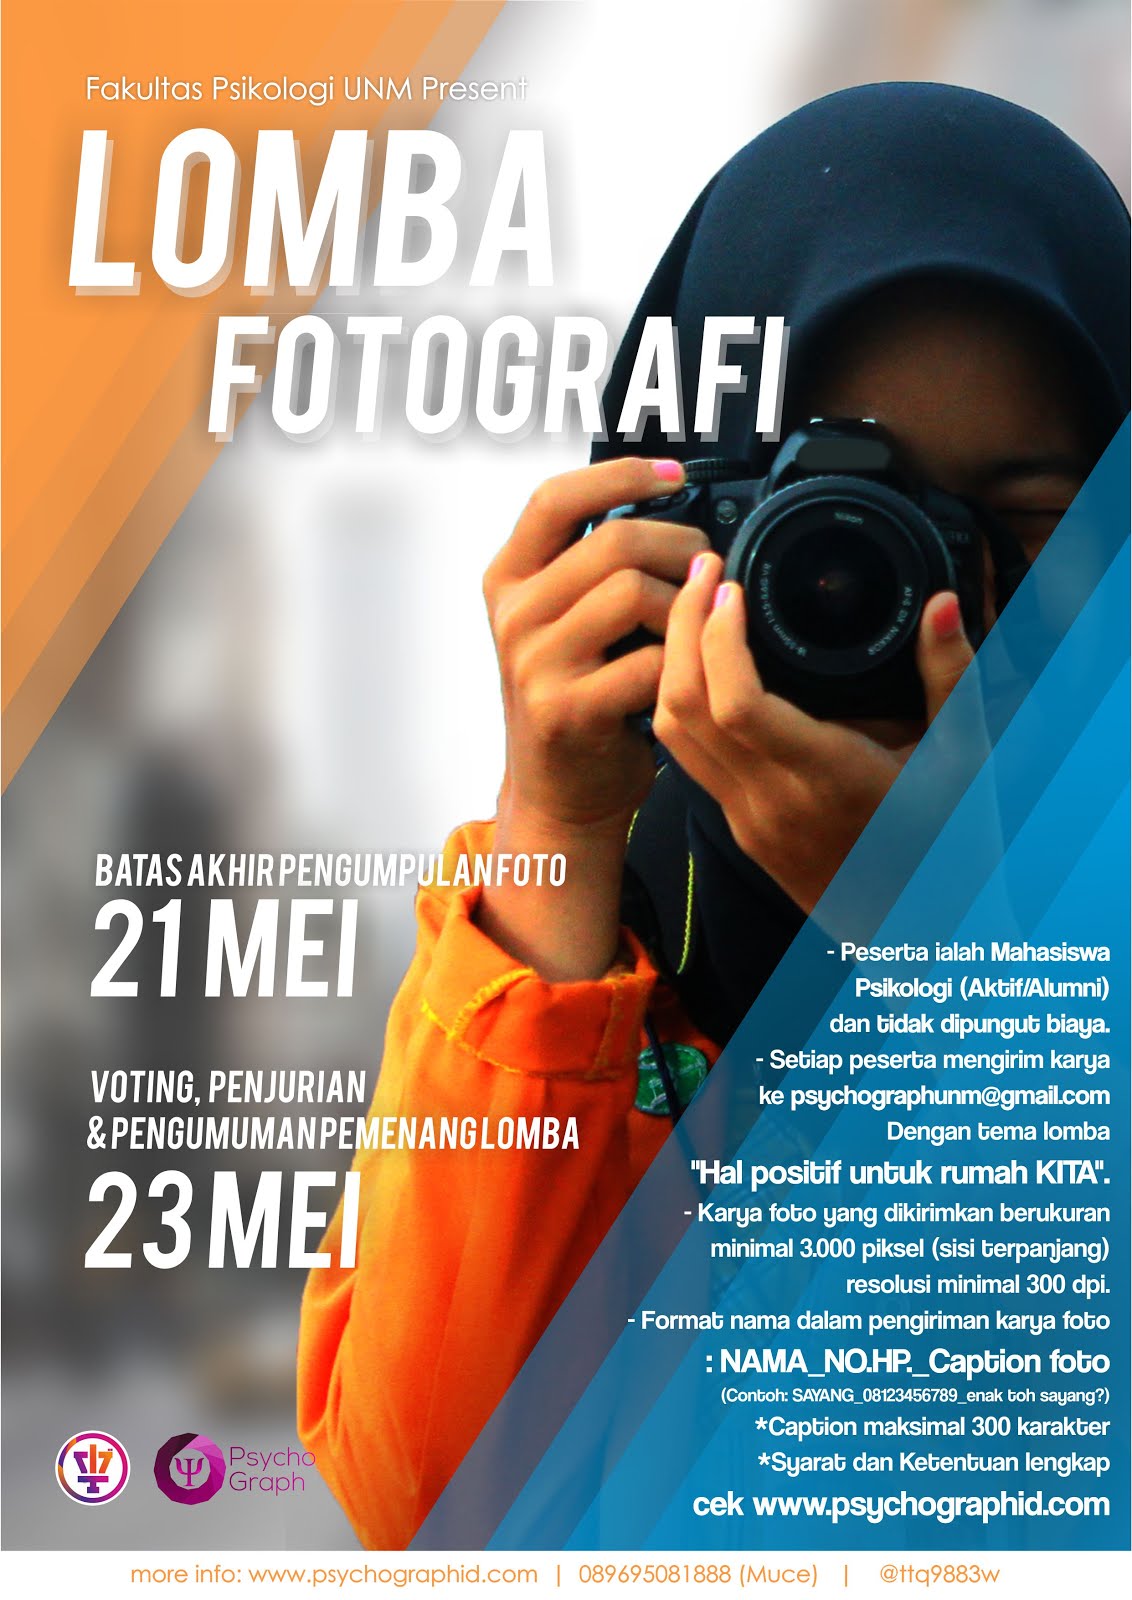 Fakultas Psikologi UNM Present
LOMBA
FOTOGRAFI
Nikon
AF-S DX NIKKOR
BATAS AKHIR PENGUMPULAN FOTO
21 MEI
VOTING, PENJURIAN
& PENGUMUMAN PEMENANG LOMBA
23 MEI
- Peserta ialah Mahasiswa
Psikologi (Aktif/Alumni)
dan tidak dipungut biaya.
- Setiap peserta mengirim karya
ke psychographunm@gmail.com
Dengan tema lomba
"Hal positif untuk rumah KITA".
- Karya foto yang dikirimkan berukuran
minimal 3.000 piksel (sisi terpanjang)
resolusi minimal 300 dpi.
- Format nama dalam pengiriman karya foto
: NAMA_NO.HP._Caption foto
(Contoh: SAYANG_08123456789_enak toh sayang?)
*Caption maksimal 300 karakter
*Syarat dan Ketentuan lengkap
cek www.psychographid.com
Psycho
Graph
more info: www.psychographid.com | 089695081888 (Muce) | @ttq9883w